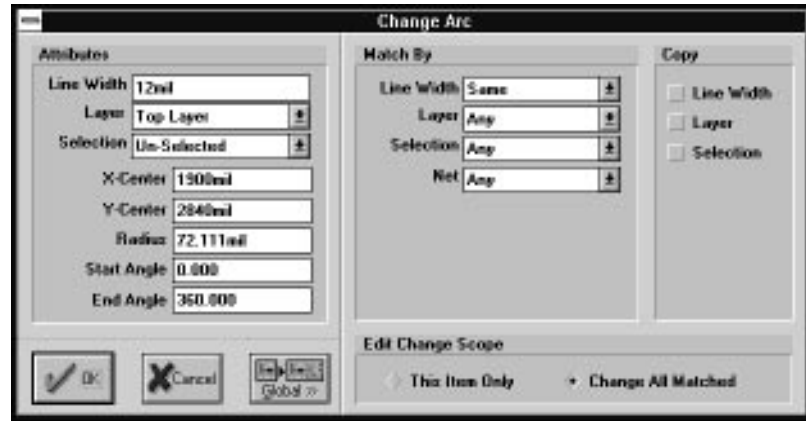 Change Arc
Attributes
Line Width 12mil
Layer Top Layer
Selection Un-Selected
X-Center 1900mil
Y-Center 2840mil
Radius 72.111mil
Start Angle 0.000
End Angle 360.000
OK
Cancel
Global >>
Match By
Line Width Same
Layer Any
Selection Any
Net Any
Copy
Line Width
Layer
Selection
Edit Change Scope
This Item Only
Change All Matched